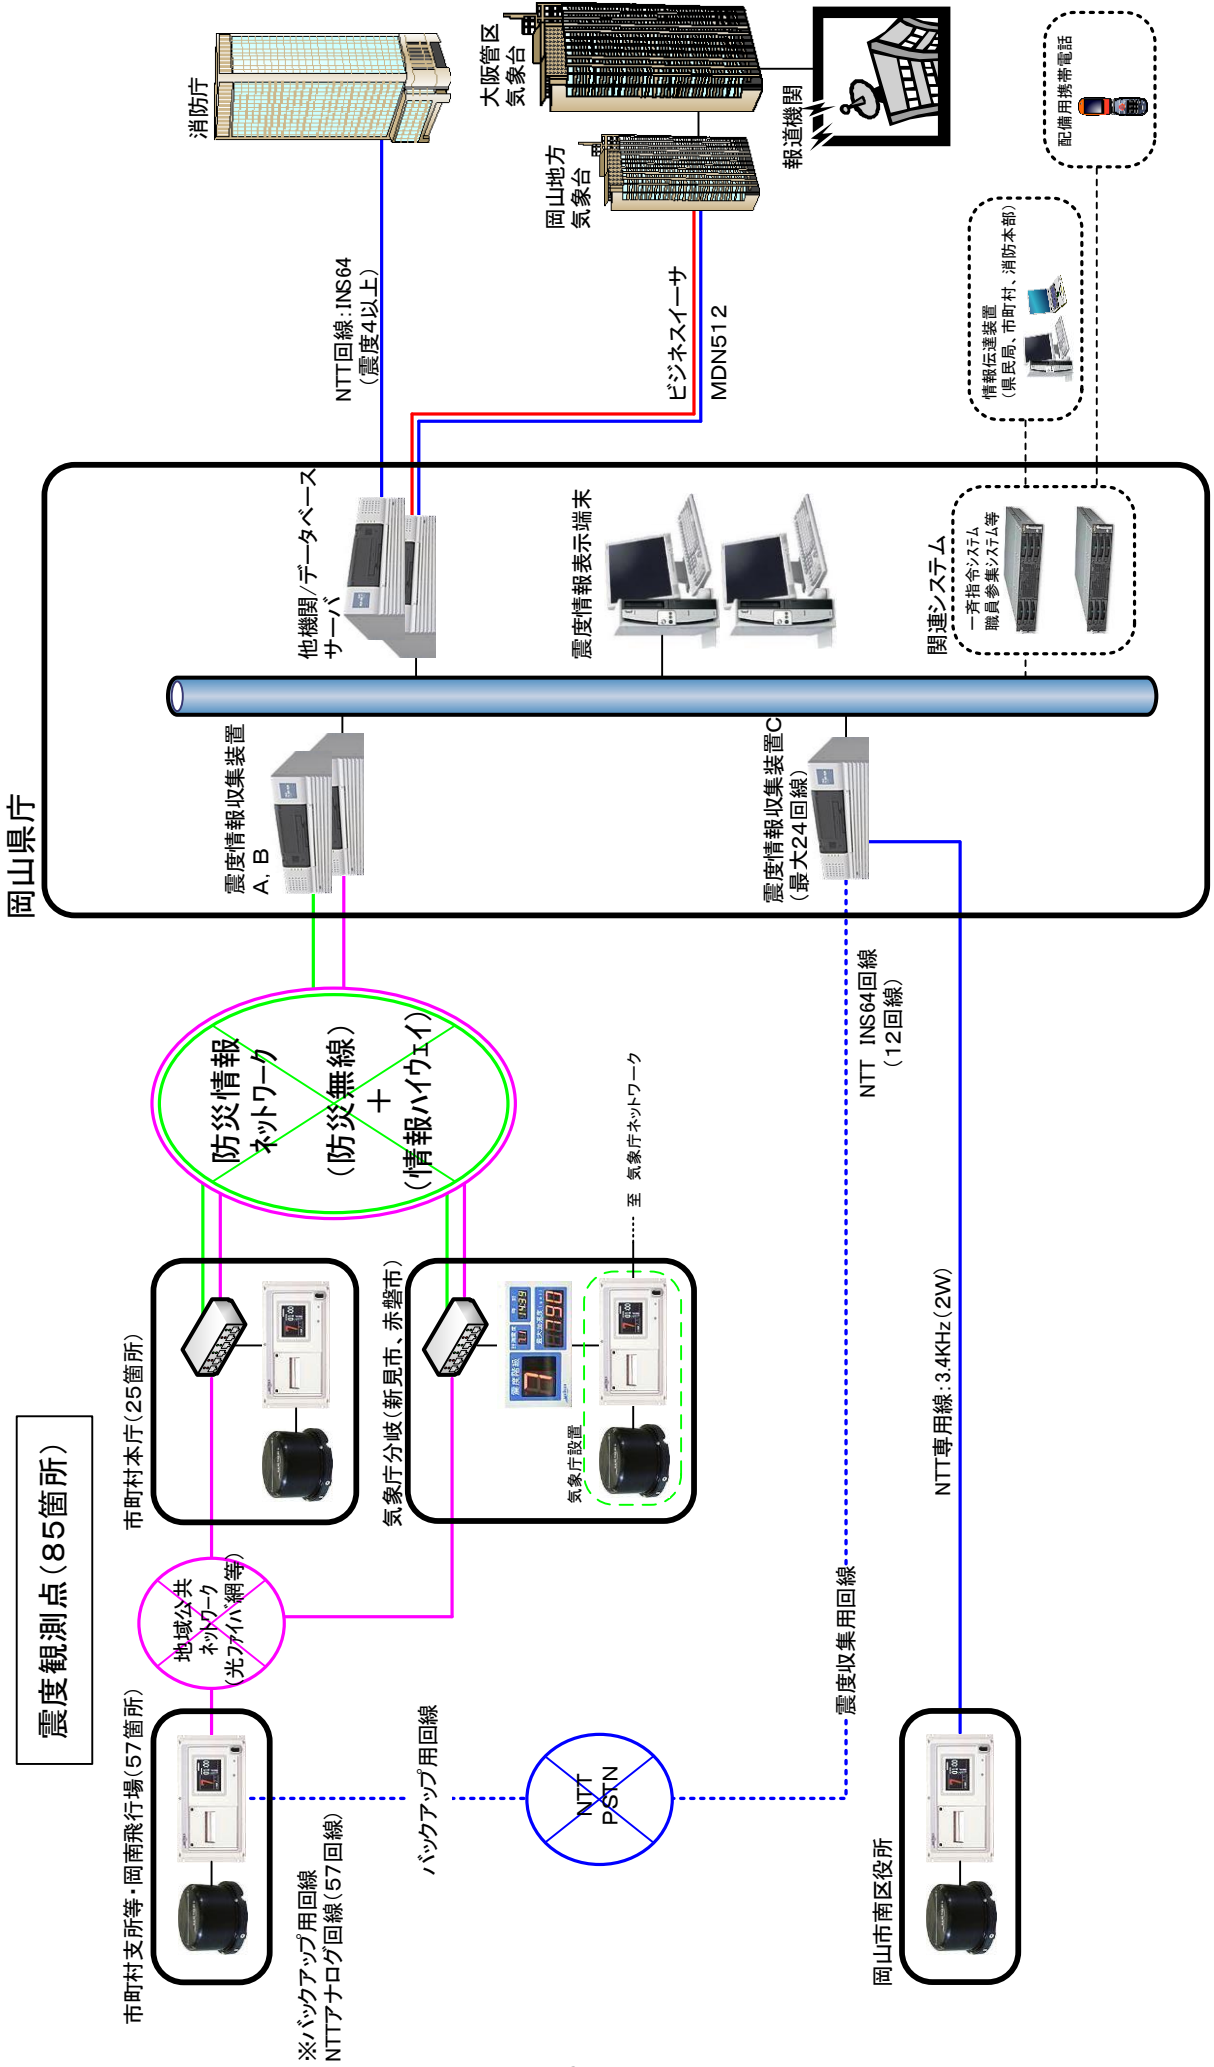 震度観測点(85箇所)
岡山県庁
市町村支所等・岡南飛行場(57箇所)
※バックアップ用回線
NTTアナログ回線(57回線)
地域公共
ネットワーク
(光ファイバ網等)
市町村本庁(25箇所)
気象庁分岐(新見市、赤磐市)
気象庁設置
震度階級
計測震度
7
7.1
14:39
790
至 気象庁ネットワーク
防災情報
ネットワーク
(防災無線)
+
(情報ハイウェイ)
バックアップ用回線
NTT
PSTN
震度収集用回線
NTT INS64回線
(12回線)
岡山市南区役所
NTT専用線:3.4KHz(2W)
震度情報収集装置
A, B
震度情報収集装置C
(最大24回線)
他機関/データベース
サーバ
震度情報表示端末
関連システム
一斉指令システム
職員参集システム等
NTT回線:INS64
(震度4以上)
消防庁
ビジネスイーサ
MDN512
岡山地方
気象台
大阪管区
気象台
報道機関
情報伝達装置
(県民局、市町村、消防本部)
配備用携帯電話